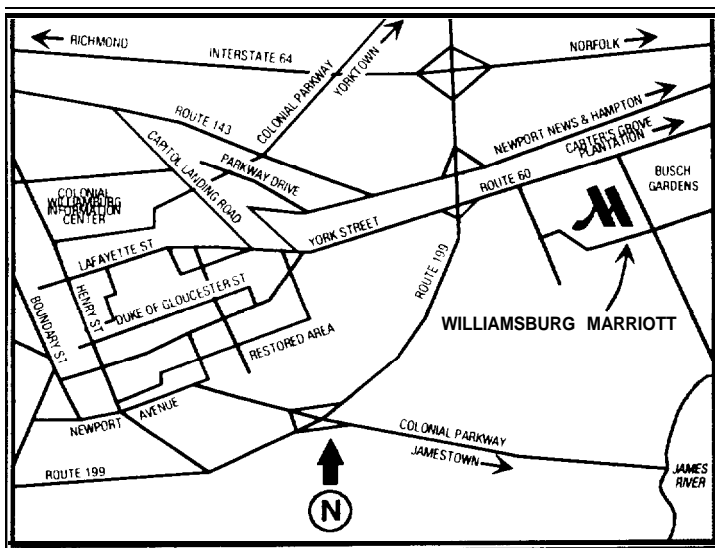 RICHMOND
INTERSTATE 64
NORFOLK
COLONIAL PARKWAY
YORKTOWN
ROUTE 143
NEWPORT NEWS & HAMPTON
CARTER'S GROVE
PLANTATION
CAPITOL LANDING ROAD
PARKWAY DRIVE
ROUTE 60
BUSCH
GARDENS
COLONIAL
WILLIAMSBURG
INFORMATION
CENTER
YORK STREET
LAFAYETTE ST
ROUTE 199
HENRY ST
DUKE OF GLOUCESTER ST
BOUNDARY ST
RESTORED AREA
WILLIAMSBURG MARRIOTT
NEWPORT AVENUE
COLONIAL PARKWAY
JAMESTOWN
ROUTE 199
JAMES
RIVER
N